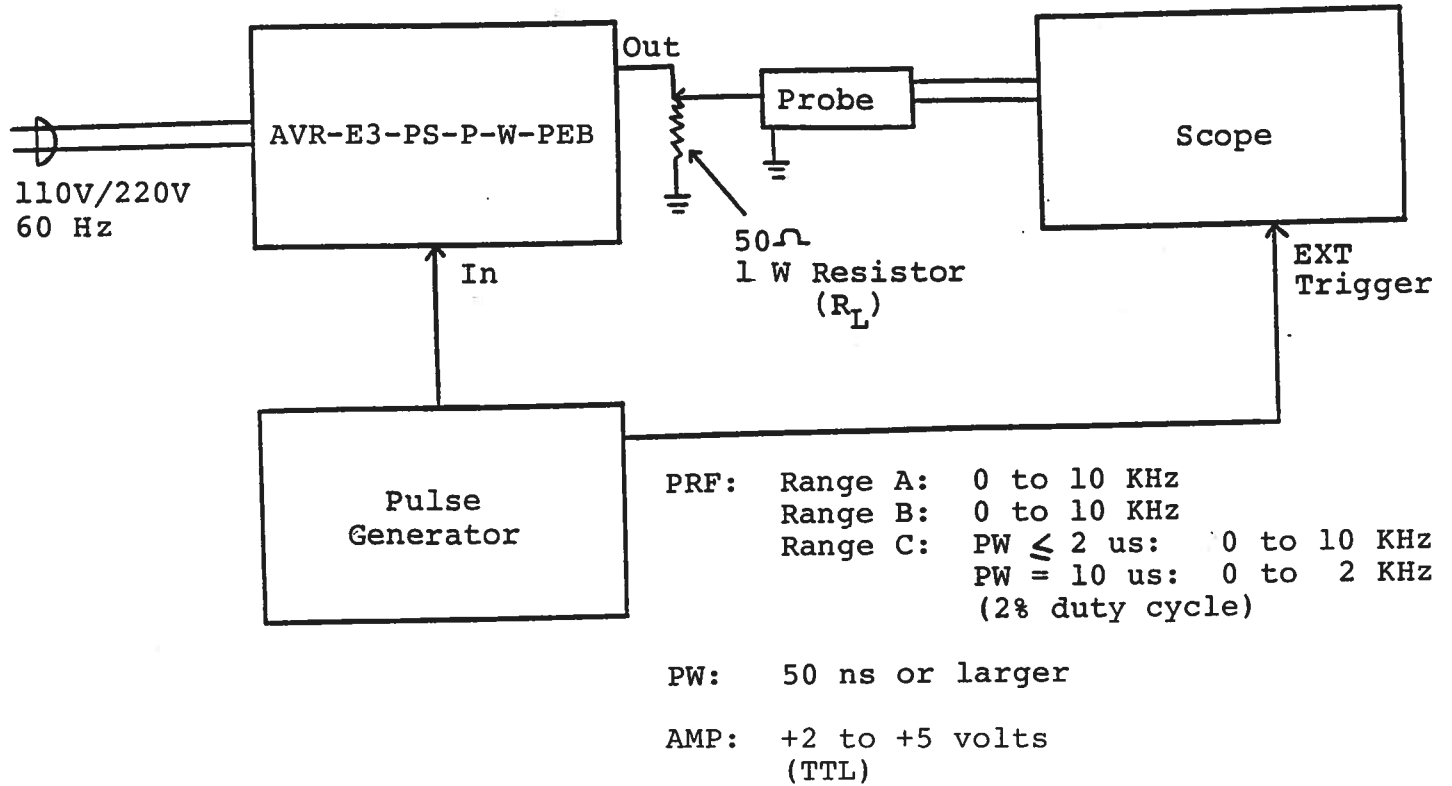 Out
AVR-E3-PS-P-W-PEB
Probe
Scope
110V/220V
60 Hz
50Ω
1 W Resistor
(RL)
In
EXT
Trigger
Pulse
Generator
PRF: Range A: 0 to 10 KHz
Range B: 0 to 10 KHz
Range C: PW ≤ 2 us: 0 to 10 KHz
PW = 10 us: 0 to 2 KHz
(2% duty cycle)
PW: 50 ns or larger
AMP: +2 to +5 volts
(TTL)